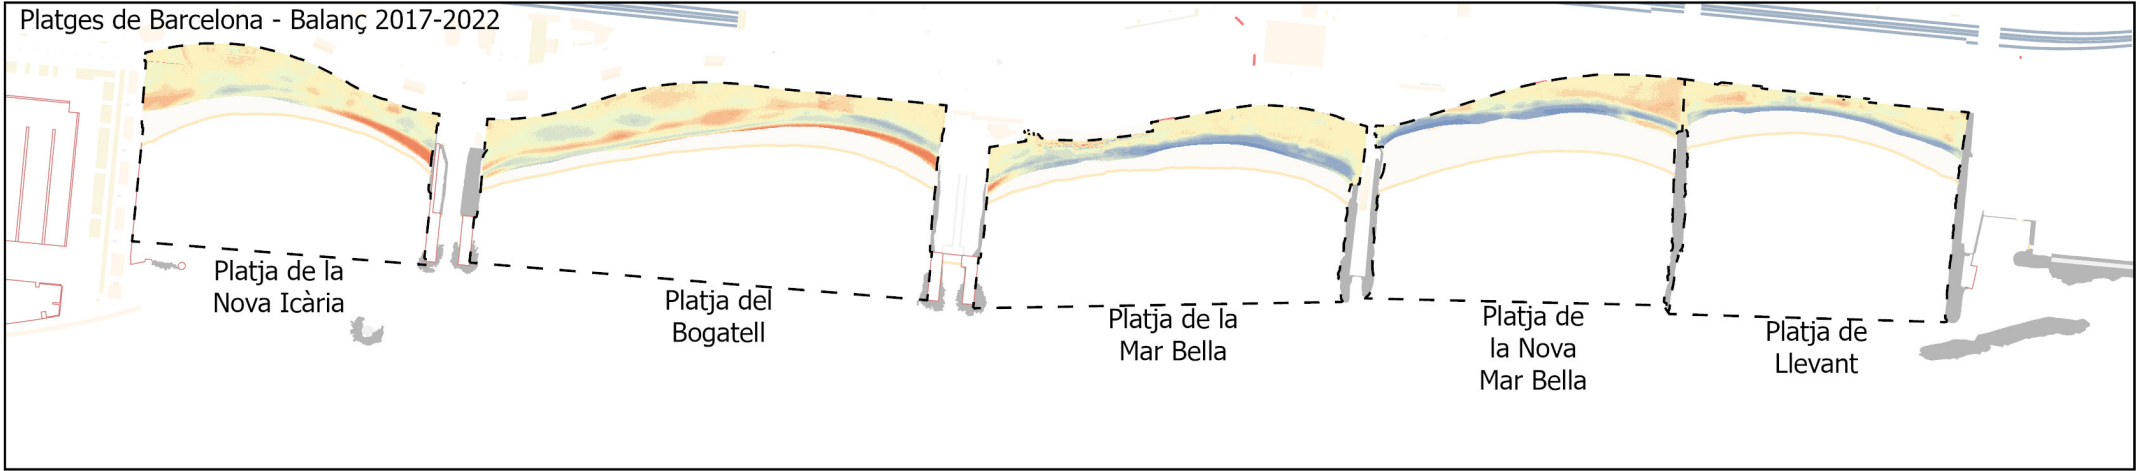 Platges de Barcelona - Balanç 2017-2022
Platja de la
Nova Icària
Platja del
Bogatell
Platja de la
Mar Bella
Platja de
la Nova
Mar Bella
Platja de
Llevant